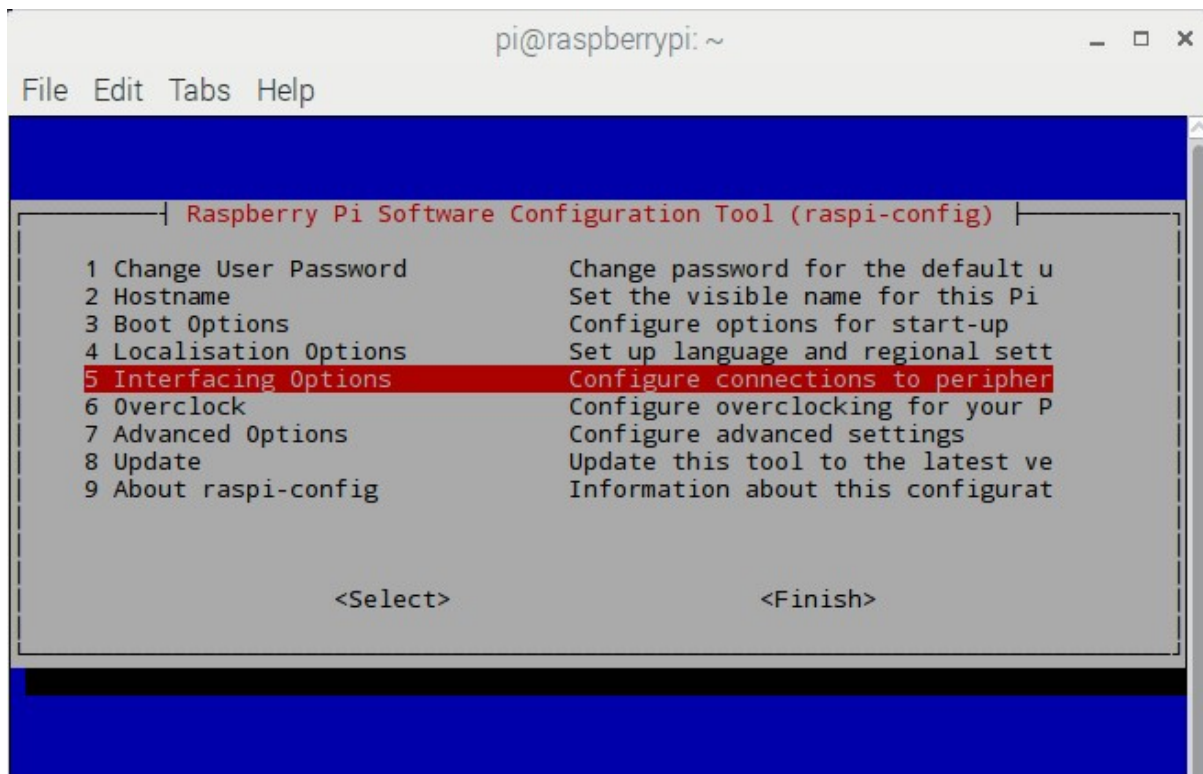 pi@raspberrypi: ~
File Edit Tabs Help
Raspberry Pi Software Configuration Tool (raspi-config)
1 Change User Password Change password for the default u
2 Hostname Set the visible name for this Pi
3 Boot Options Configure options for start-up
4 Localisation Options Set up language and regional sett
5 Interfacing Options Configure connections to peripher
6 Overclock Configure overclocking for your P
7 Advanced Options Configure advanced settings
8 Update Update this tool to the latest ve
9 About raspi-config Information about this configurat
<Select> <Finish>